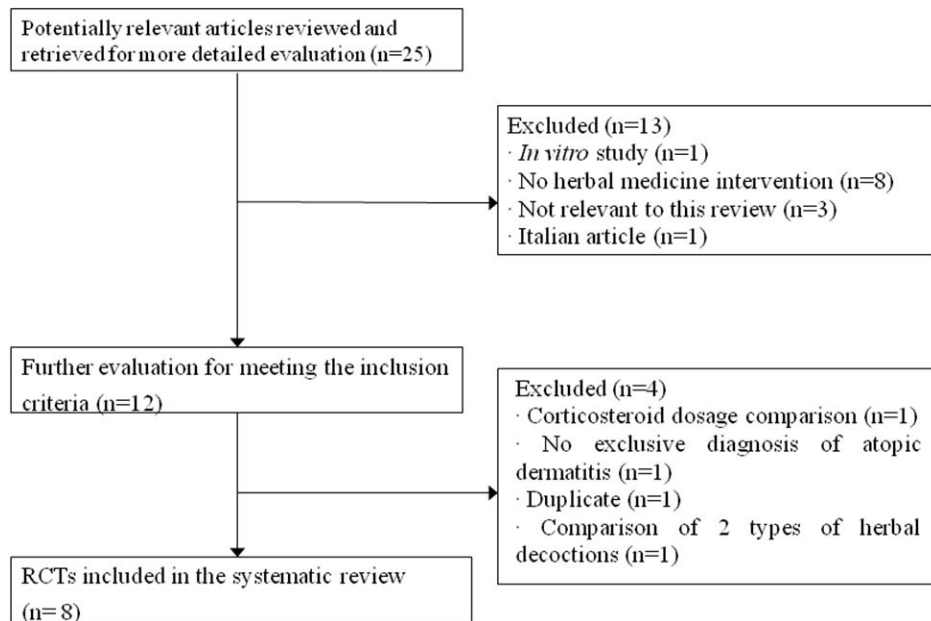 Potentially relevant articles reviewed and
retrieved for more detailed evaluation (n=25)
Excluded (n=13)
· In vitro study (n=1)
· No herbal medicine intervention (n=8)
· Not relevant to this review (n=3)
· Italian article (n=1)
Further evaluation for meeting the inclusion
criteria (n=12)
Excluded (n=4)
· Corticosteroid dosage comparison (n=1)
· No exclusive diagnosis of atopic
dermatitis (n=1)
· Duplicate (n=1)
· Comparison of 2 types of herbal
decoctions (n=1)
RCTs included in the systematic review
(n= 8)